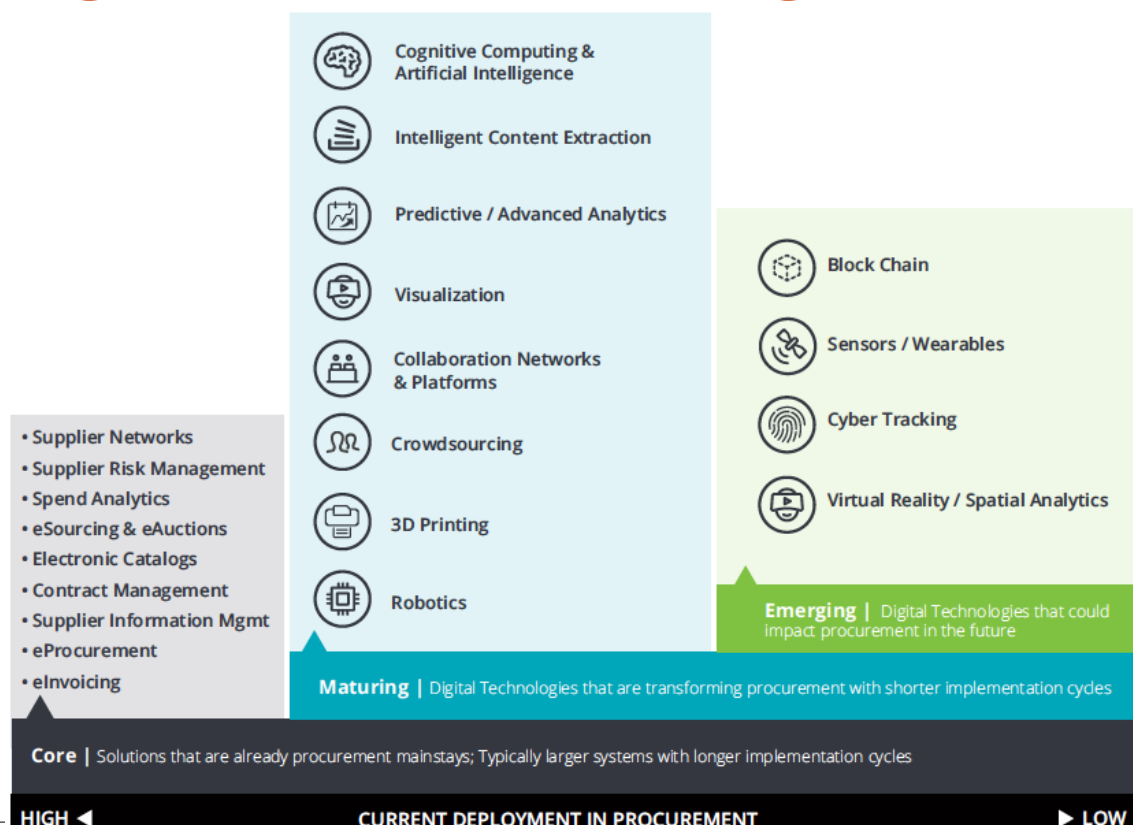 Cognitive Computing &
Artificial Intelligence
Intelligent Content Extraction
Predictive / Advanced Analytics
Visualization
Collaboration Networks
& Platforms
Crowdsourcing
3D Printing
Robotics
Block Chain
Sensors / Wearables
Cyber Tracking
Virtual Reality / Spatial Analytics
• Supplier Networks
• Supplier Risk Management
• Spend Analytics
• eSourcing & eAuctions
• Electronic Catalogs
• Contract Management
• Supplier Information Mgmt
• eProcurement
• eInvoicing
Emerging | Digital Technologies that could
impact procurement in the future
Maturing | Digital Technologies that are transforming procurement with shorter implementation cycles
Core | Solutions that are already procurement mainstays; Typically larger systems with longer implementation cycles
HIGH ◀ CURRENT DEPLOYMENT IN PROCUREMENT ▶ LOW